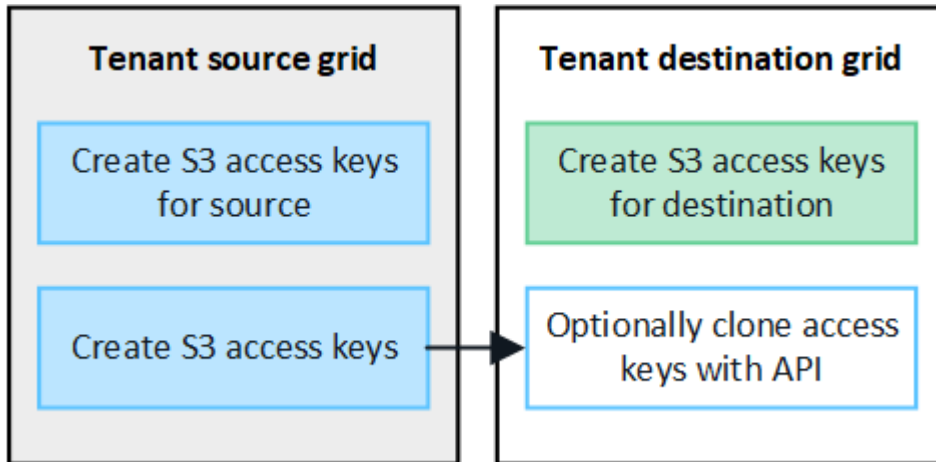 Tenant source grid
Create S3 access keys
for source
Create S3 access keys
Tenant destination grid
Create S3 access keys
for destination
Optionally clone access
keys with API